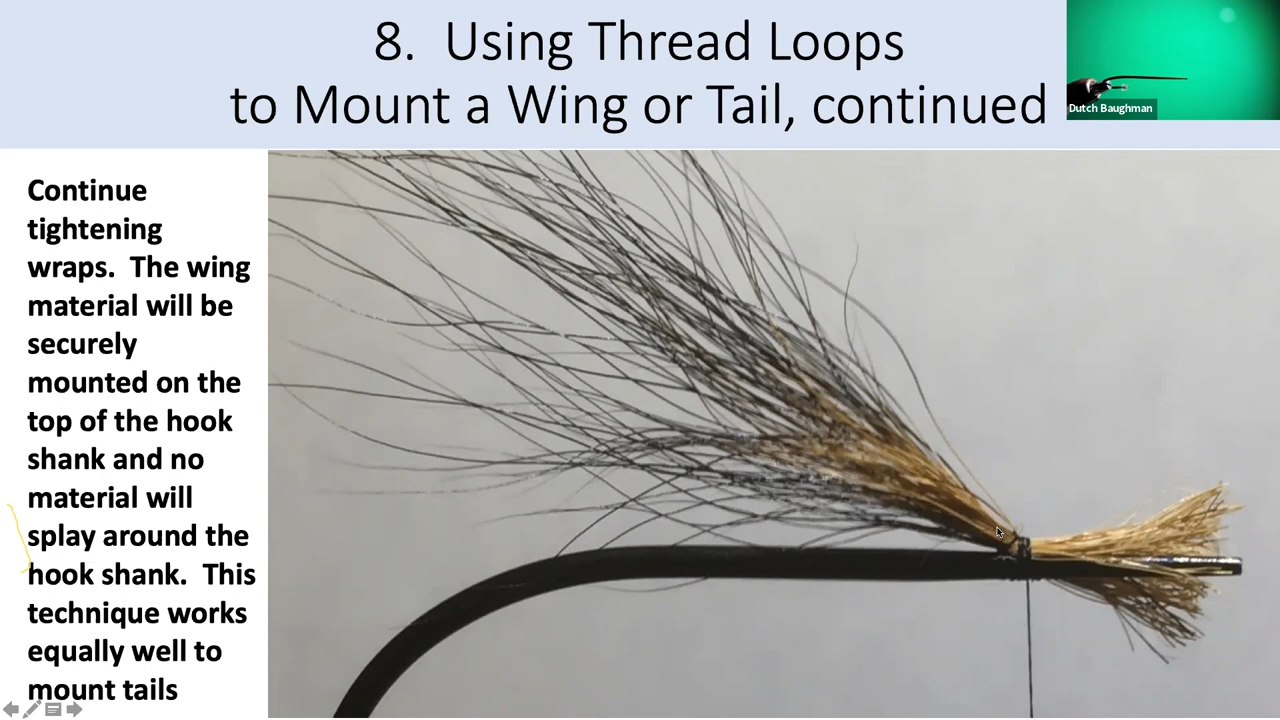 8. Using Thread Loops
to Mount a Wing or Tail, continued
Dutch Baughman
Continue
tightening
wraps. The wing
material will be
securely
mounted on the
top of the hook
shank and no
material will
splay around the
hook shank. This
technique works
equally well to
mount tails